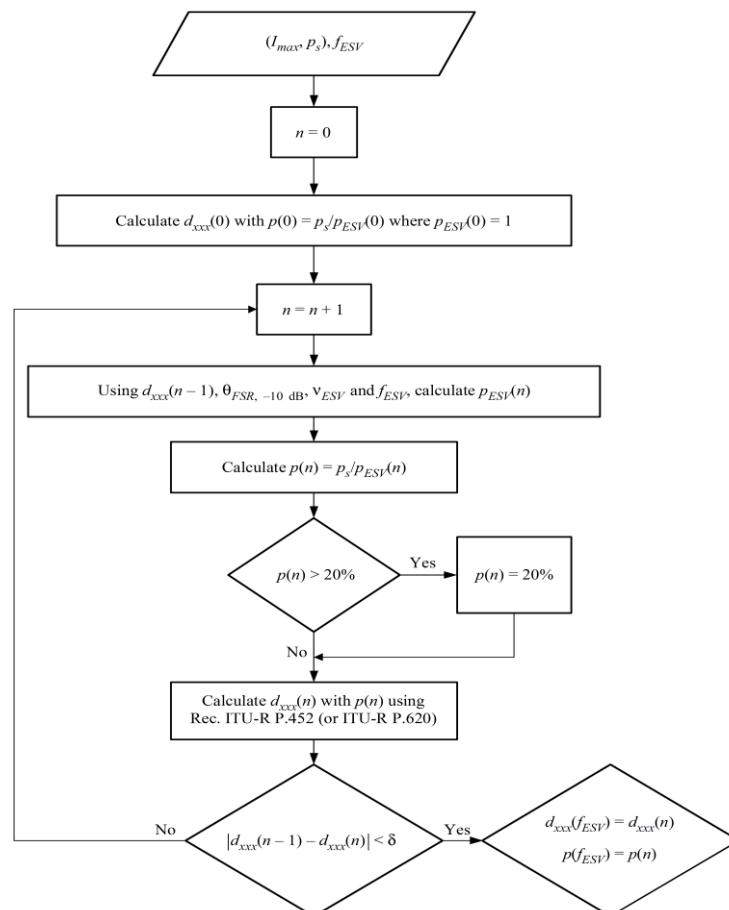 (I_max, p_s), f_ESV
n = 0
Calculate d_xxx(0) with p(0) = p_s/p_ESV(0) where p_ESV(0) = 1
n = n + 1
Using d_xxx(n – 1), θ_FSR, –10 dB, ν_ESV and f_ESV, calculate p_ESV(n)
Calculate p(n) = p_s/p_ESV(n)
p(n) > 20%
Yes
p(n) = 20%
No
Calculate d_xxx(n) with p(n) using
Rec. ITU-R P.452 (or ITU-R P.620)
No
|d_xxx(n – 1) – d_xxx(n)| < δ
Yes
d_xxx(f_ESV) = d_xxx(n)
p(f_ESV) = p(n)